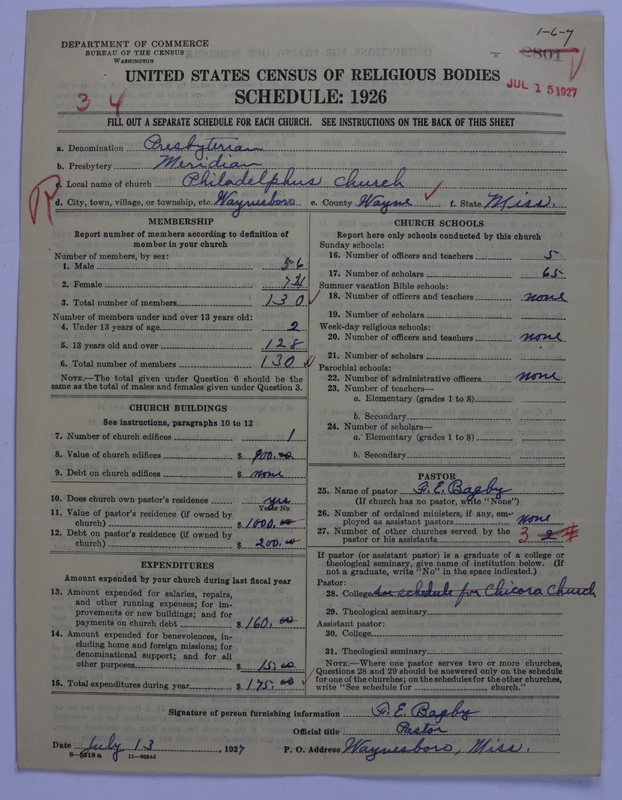 1-6-7
DEPARTMENT OF COMMERCE
BUREAU OF THE CENSUS
WASHINGTON
2801
UNITED STATES CENSUS OF RELIGIOUS BODIES
JUL 15 1927
SCHEDULE: 1926
3 4
FILL OUT A SEPARATE SCHEDULE FOR EACH CHURCH. SEE INSTRUCTIONS ON THE BACK OF THIS SHEET
a. Denomination Presbyterian
b. Presbytery Meridian
c. Local name of church Philadelphus church
d. City, town, village, or township, etc. Waynesboro e. County Wayne f. State Miss.
MEMBERSHIP
Report number of members according to definition of member in your church
Number of members, by sex:
1. Male 56
2. Female 74
3. Total number of members 130
Number of members under and over 13 years old:
4. Under 13 years of age 2
5. 13 years old and over 128
6. Total number of members 130
NOTE.—The total given under Question 6 should be the
same as the total of males and females given under Question 3.
CHURCH BUILDINGS
See instructions, paragraphs 10 to 12
7. Number of church edifices 1
8. Value of church edifices $ 900.00
9. Debt on church edifices $ none
10. Does church own pastor's residence yes
Yes or No
11. Value of pastor's residence (if owned by
church) $ 1000.00
12. Debt on pastor's residence (if owned by
church) $ 200.00
EXPENDITURES
Amount expended by your church during last fiscal year
13. Amount expended for salaries, repairs,
and other running expenses; for im-
provements or new buildings; and for
payments on church debt $ 160.00
14. Amount expended for benevolences, in-
cluding home and foreign missions; for
denominational support; and for all
other purposes $ 15.00
15. Total expenditures during year $ 175.00
CHURCH SCHOOLS
Report here only schools conducted by this church
Sunday schools:
16. Number of officers and teachers 5
17. Number of scholars 65
Summer vacation Bible schools:
18. Number of officers and teachers none
19. Number of scholars
Week-day religious schools:
20. Number of officers and teachers none
21. Number of scholars
Parochial schools:
22. Number of administrative officers none
23. Number of teachers—
a. Elementary (grades 1 to 8)
b. Secondary
24. Number of scholars—
a. Elementary (grades 1 to 8)
b. Secondary
PASTOR
25. Name of pastor G. E. Bagby
(If church has no pastor, write "None")
26. Number of ordained ministers, if any, em-
ployed as assistant pastors none
27. Number of other churches served by the
pastor or his assistants 3 2
If pastor (or assistant pastor) is a graduate of a college or
theological seminary, give name of institution below. (If
not a graduate, write "No" in the space indicated.)
Pastor:
28. College see schedule for Chicora Church
29. Theological seminary
Assistant pastor:
30. College
31. Theological seminary
NOTE.—Where one pastor serves two or more churches,
Questions 28 and 29 should be answered only on the schedule
for one of the churches; on the schedules for the other churches,
write "See schedule for church."
Signature of person furnishing information G. E. Bagby
Official title Pastor
Date July 13, 1927 P. O. Address Waynesboro, Miss.